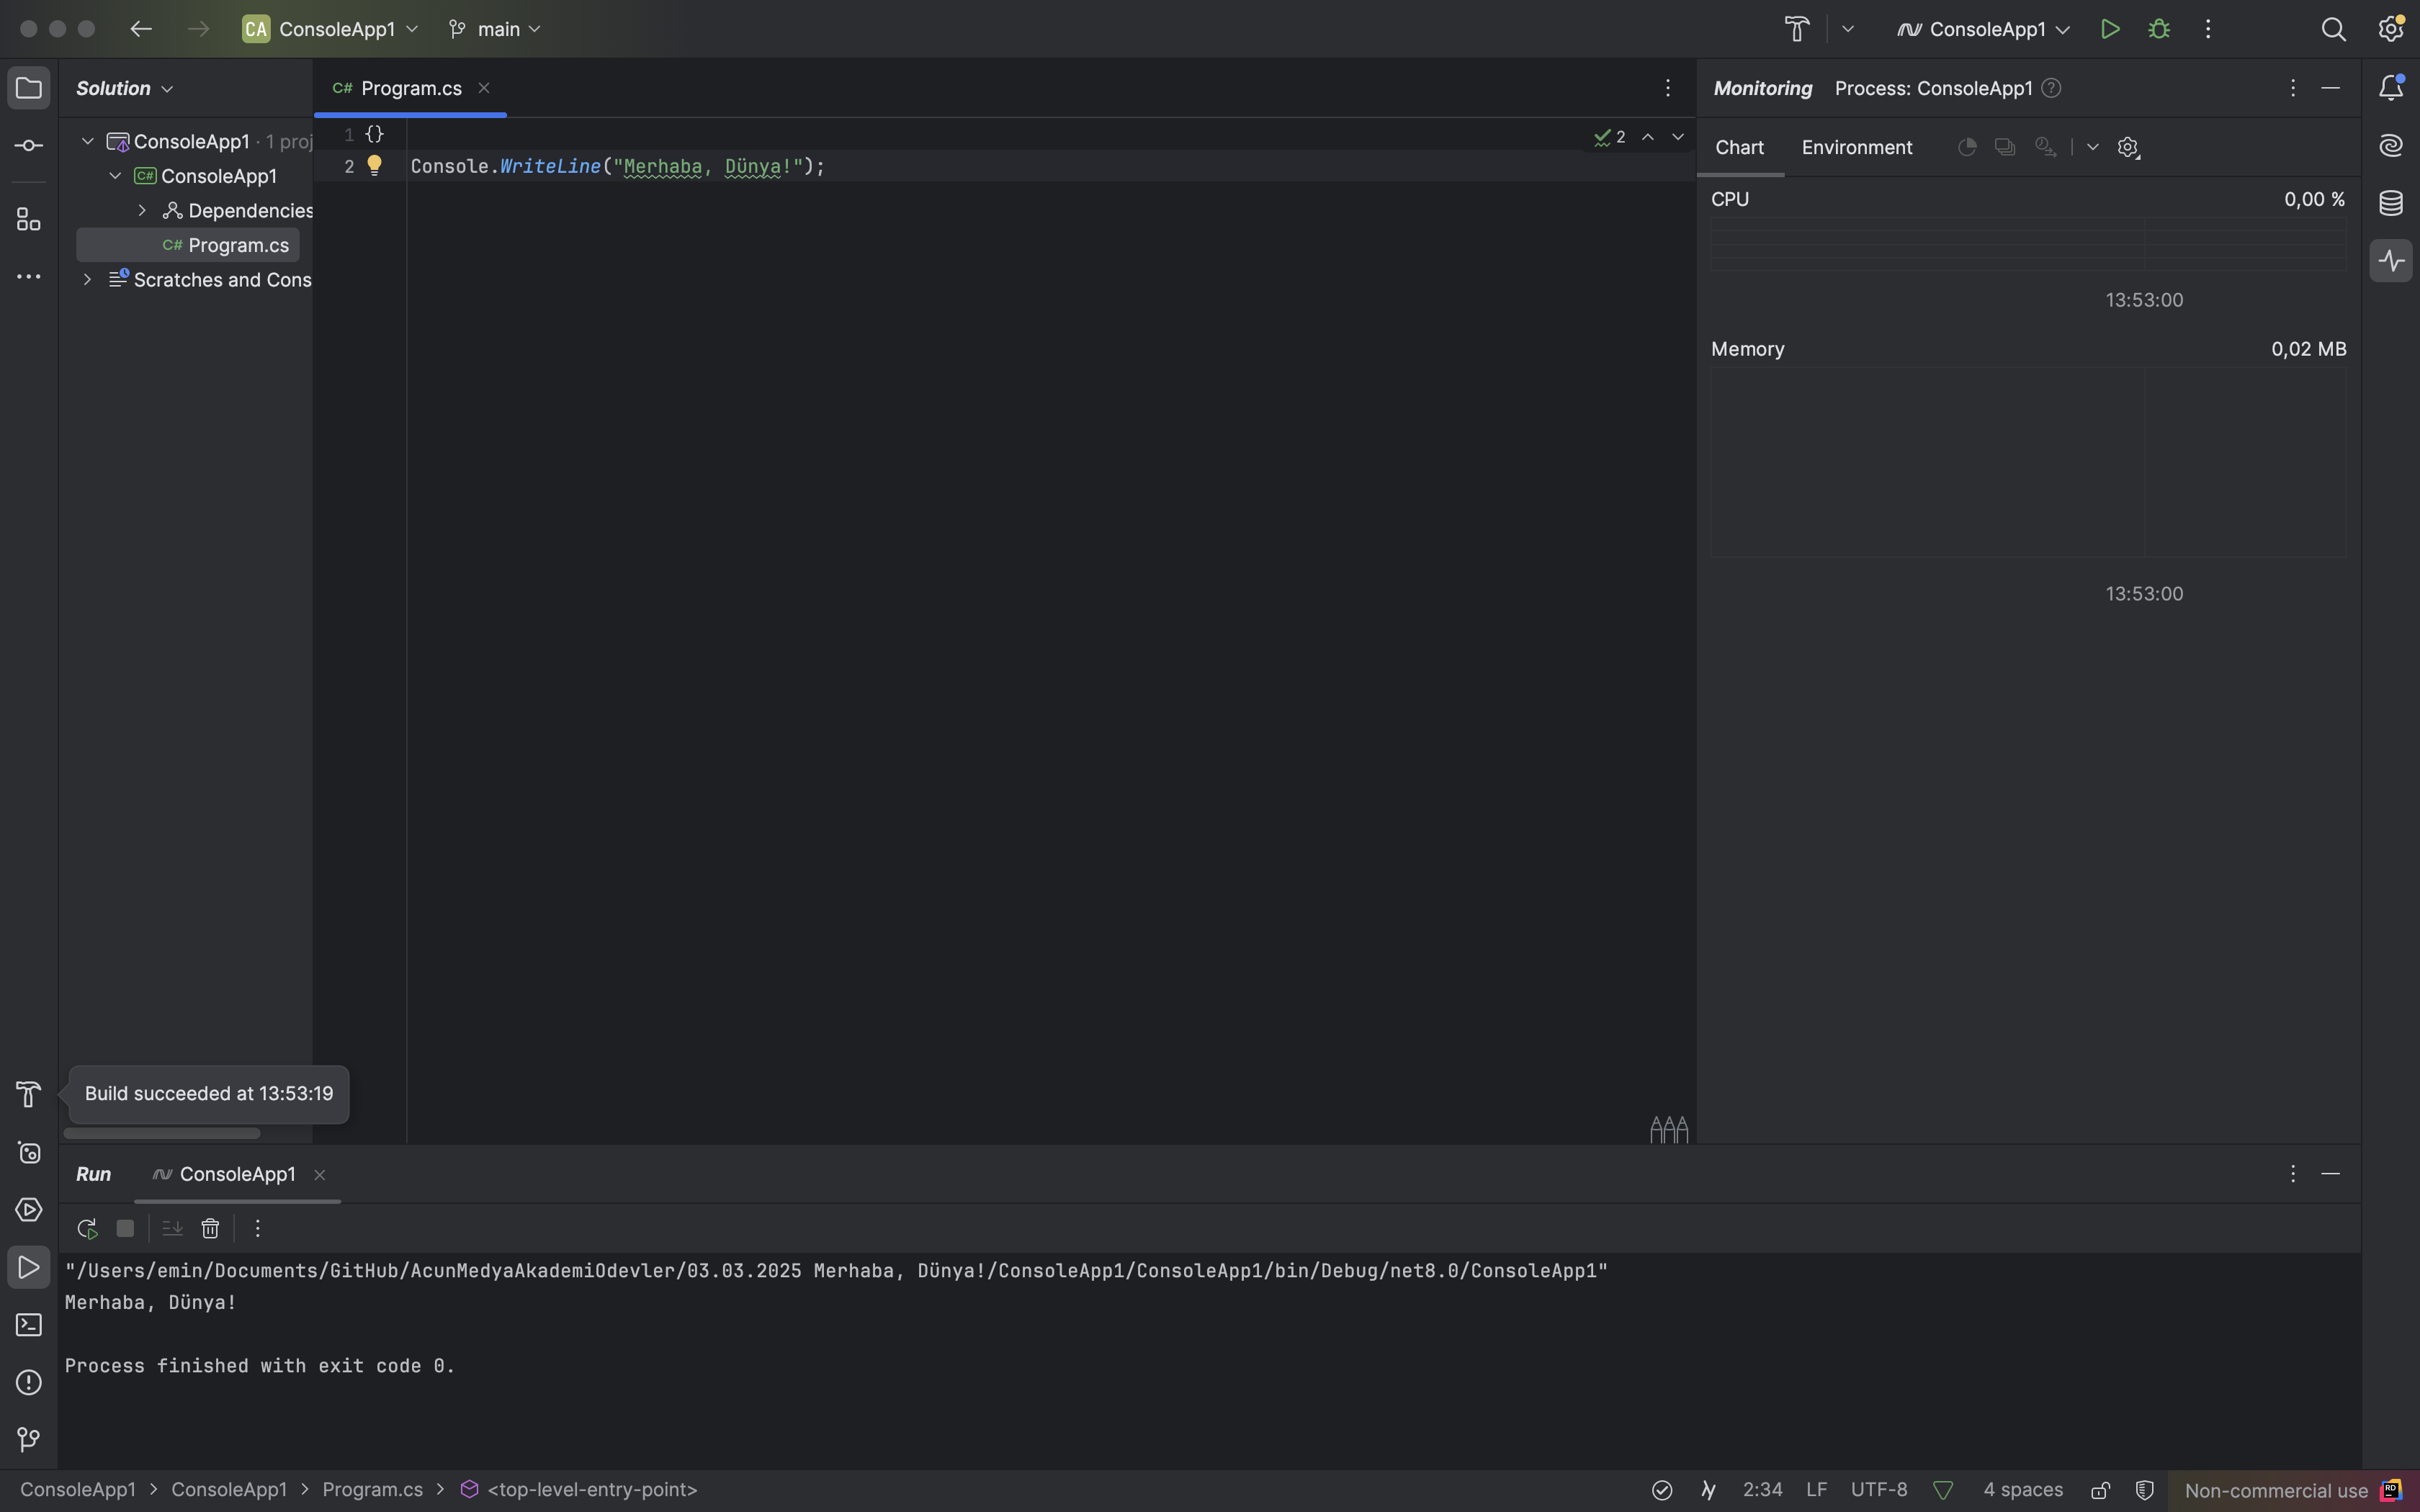 CA ConsoleApp1 main ConsoleApp1
Solution
C# Program.cs
Monitoring Process: ConsoleApp1 ?
ConsoleApp1 · 1 proj
C# ConsoleApp1
Dependencies
C# Program.cs
Scratches and Cons
1 {}
2 Console.WriteLine("Merhaba, Dünya!");
2
Chart Environment
CPU 0,00 %
13:53:00
Memory 0,02 MB
13:53:00
Build succeeded at 13:53:19
Run ConsoleApp1
"/Users/emin/Documents/GitHub/AcunMedyaAkademiOdevler/03.03.2025 Merhaba, Dünya!/ConsoleApp1/ConsoleApp1/bin/Debug/net8.0/ConsoleApp1"
Merhaba, Dünya!
Process finished with exit code 0.
ConsoleApp1 > ConsoleApp1 > Program.cs > <top-level-entry-point>
2:34 LF UTF-8 4 spaces Non-commercial use RD